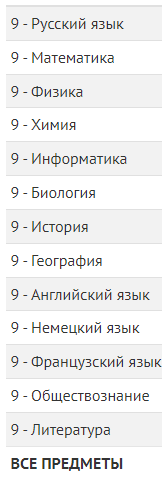 9 - Русский язык
9 - Математика
9 - Физика
9 - Химия
9 - Информатика
9 - Биология
9 - История
9 - География
9 - Английский язык
9 - Немецкий язык
9 - Французский язык
9 - Обществознание
9 - Литература
ВСЕ ПРЕДМЕТЫ